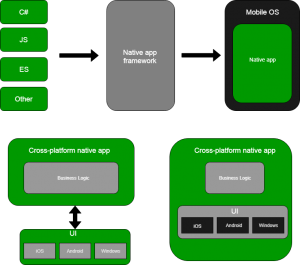 C#
JS
ES
Other
Native app
framework
Mobile OS
Native app
Cross-platform native app
Business Logic
UI
iOS
Android
Windows
Cross-platform native app
Business Logic
UI
iOS
Android
Windows